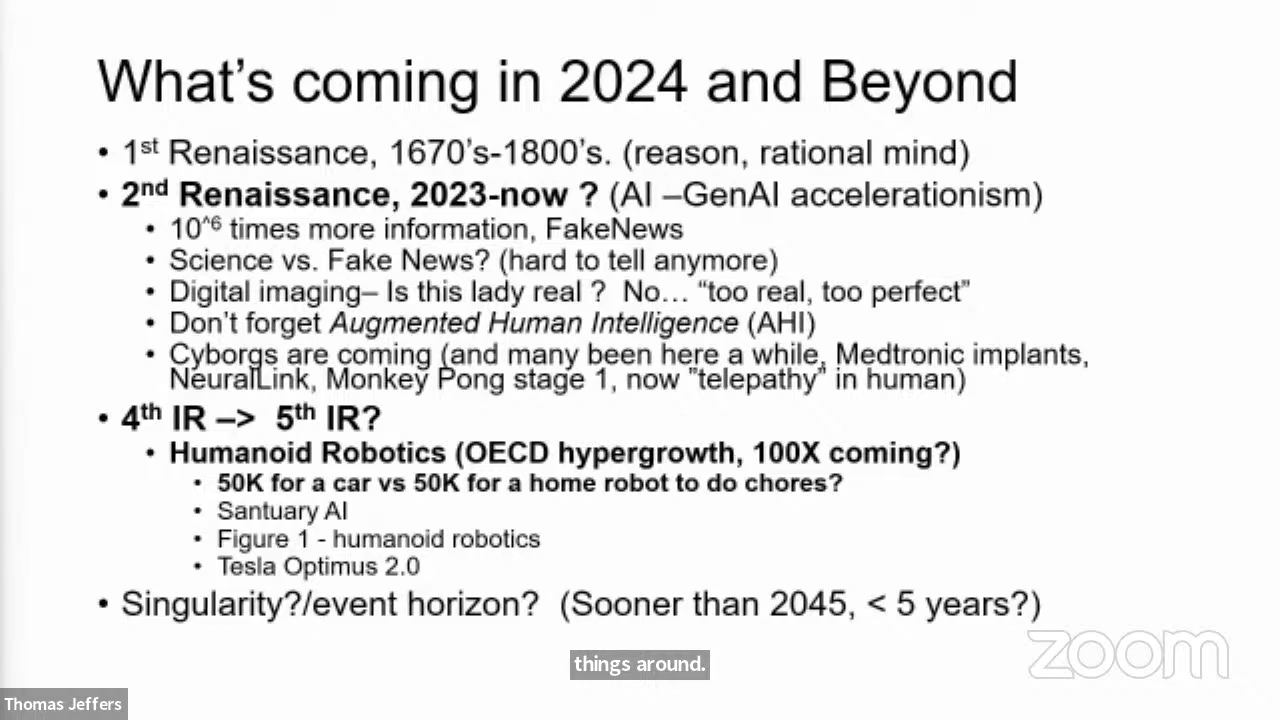 What's coming in 2024 and Beyond
• 1st Renaissance, 1670's-1800's. (reason, rational mind)
• 2nd Renaissance, 2023-now ? (AI –GenAI accelerationism)
• 10^6 times more information, FakeNews
• Science vs. Fake News? (hard to tell anymore)
• Digital imaging– Is this lady real ?  No… “too real, too perfect”
• Don't forget Augmented Human Intelligence (AHI)
• Cyborgs are coming (and many been here a while, Medtronic implants,
NeuralLink, Monkey Pong stage 1, now ”telepathy” in human)
• 4th IR –>  5th IR?
• Humanoid Robotics (OECD hypergrowth, 100X coming?)
• 50K for a car vs 50K for a home robot to do chores?
• Santuary AI
• Figure 1 - humanoid robotics
• Tesla Optimus 2.0
• Singularity?/event horizon?  (Sooner than 2045, < 5 years?)
zoom
things around.
Thomas Jeffers